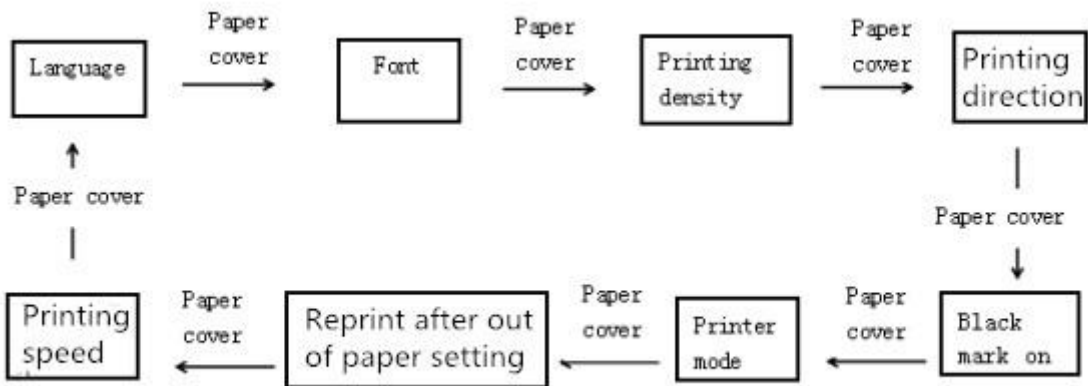 Paper
cover
Language
Paper
cover
Font
Paper
cover
Printing
density
Paper
cover
Printing
direction
Paper cover
Paper cover
Printing
speed
Paper
cover
Reprint after out
of paper setting
Paper
cover
Printer
mode
Paper
cover
Black
mark on